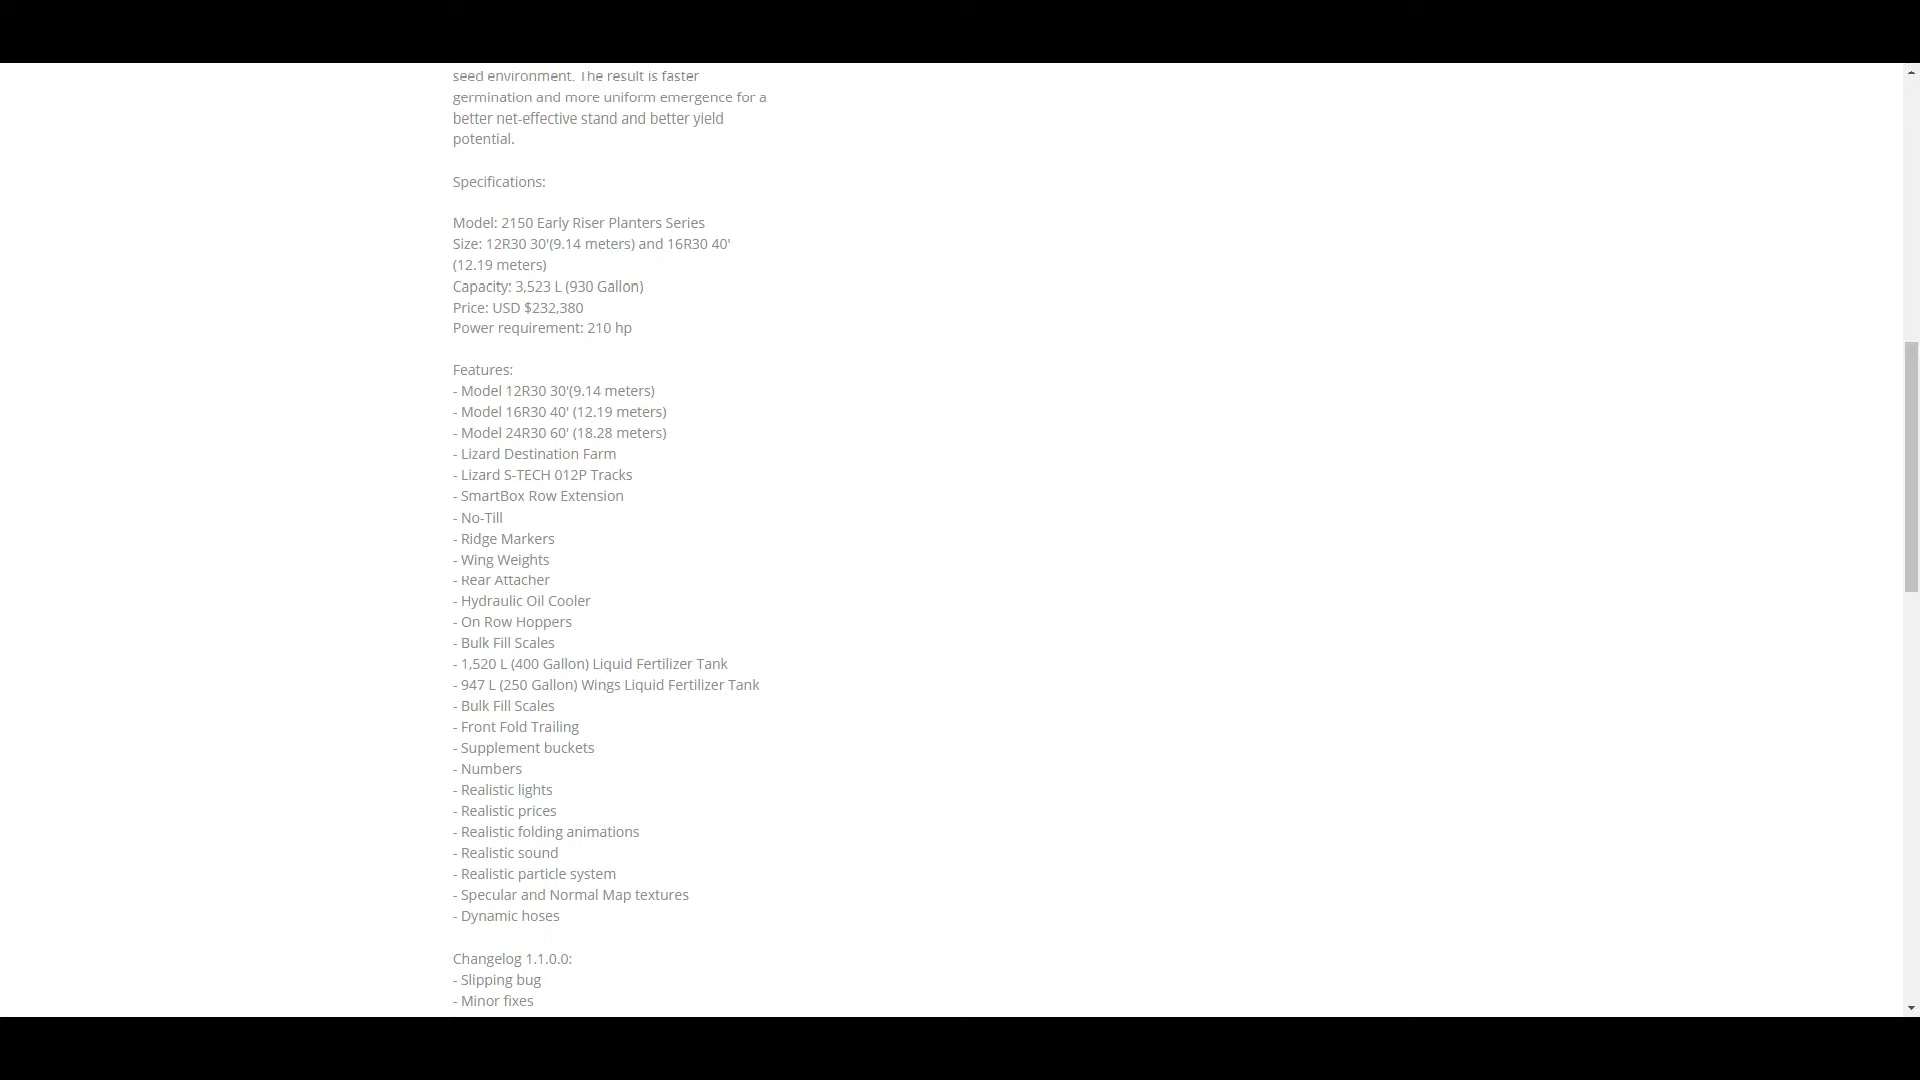 seed environment. The result is faster
germination and more uniform emergence for a
better net-effective stand and better yield
potential.
Specifications:
Model: 2150 Early Riser Planters Series
Size: 12R30 30'(9.14 meters) and 16R30 40'
(12.19 meters)
Capacity: 3,523 L (930 Gallon)
Price: USD $232,380
Power requirement: 210 hp
Features:
- Model 12R30 30'(9.14 meters)
- Model 16R30 40' (12.19 meters)
- Model 24R30 60' (18.28 meters)
- Lizard Destination Farm
- Lizard S-TECH 012P Tracks
- SmartBox Row Extension
- No-Till
- Ridge Markers
- Wing Weights
- Rear Attacher
- Hydraulic Oil Cooler
- On Row Hoppers
- Bulk Fill Scales
- 1,520 L (400 Gallon) Liquid Fertilizer Tank
- 947 L (250 Gallon) Wings Liquid Fertilizer Tank
- Bulk Fill Scales
- Front Fold Trailing
- Supplement buckets
- Numbers
- Realistic lights
- Realistic prices
- Realistic folding animations
- Realistic sound
- Realistic particle system
- Specular and Normal Map textures
- Dynamic hoses
Changelog 1.1.0.0:
- Slipping bug
- Minor fixes